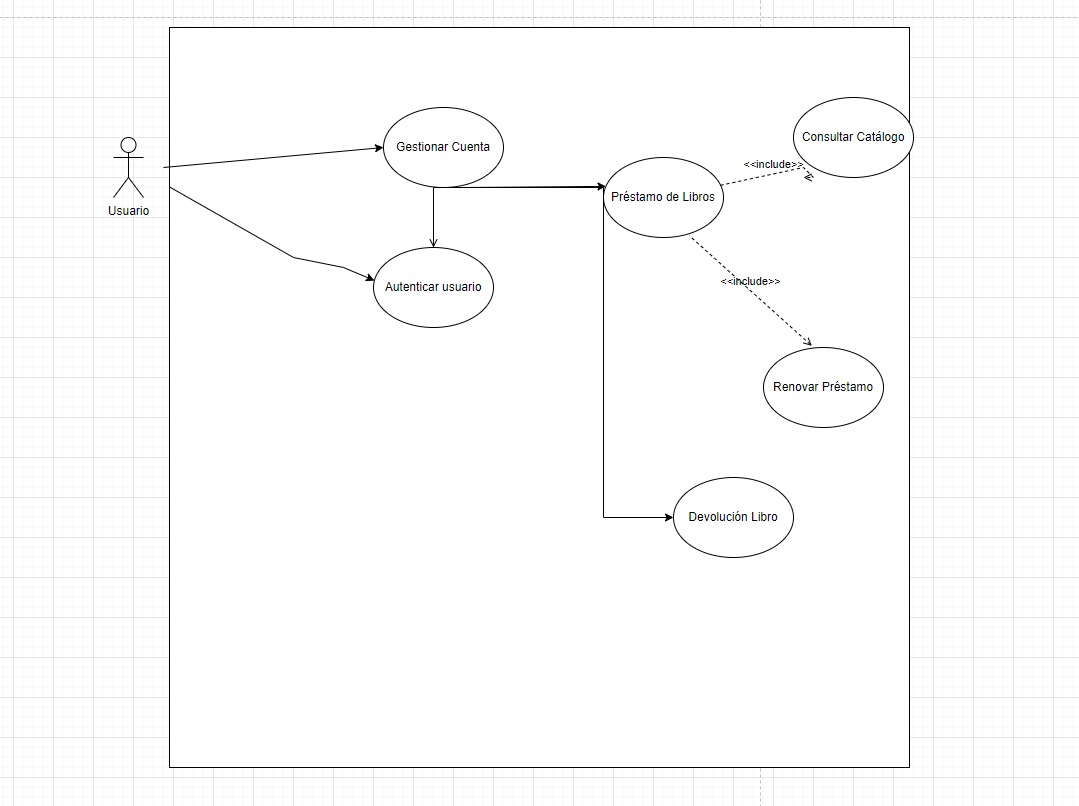 Consultar Catálogo
Gestionar Cuenta
<<include>>
Préstamo de Libros
Usuario
Autenticar usuario
<<include>>
Renovar Préstamo
Devolución Libro